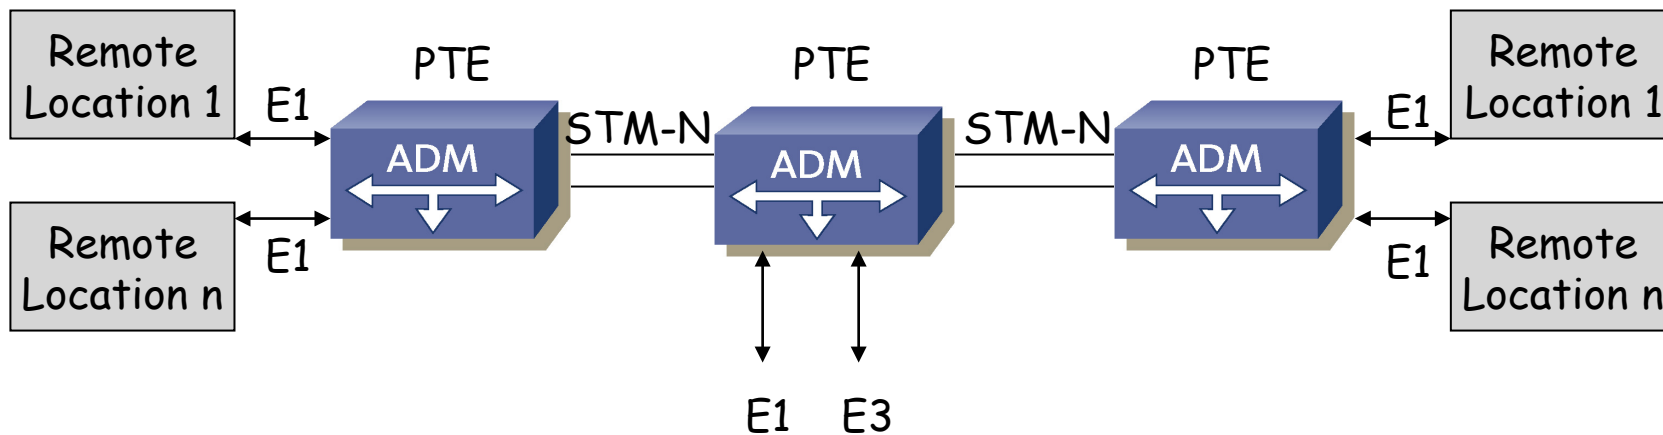 Remote
Location 1
E1
PTE
ADM
STM-N
PTE
ADM
STM-N
PTE
ADM
E1
Remote
Location 1
Remote
Location n
E1
E1
Remote
Location n
E1
E3